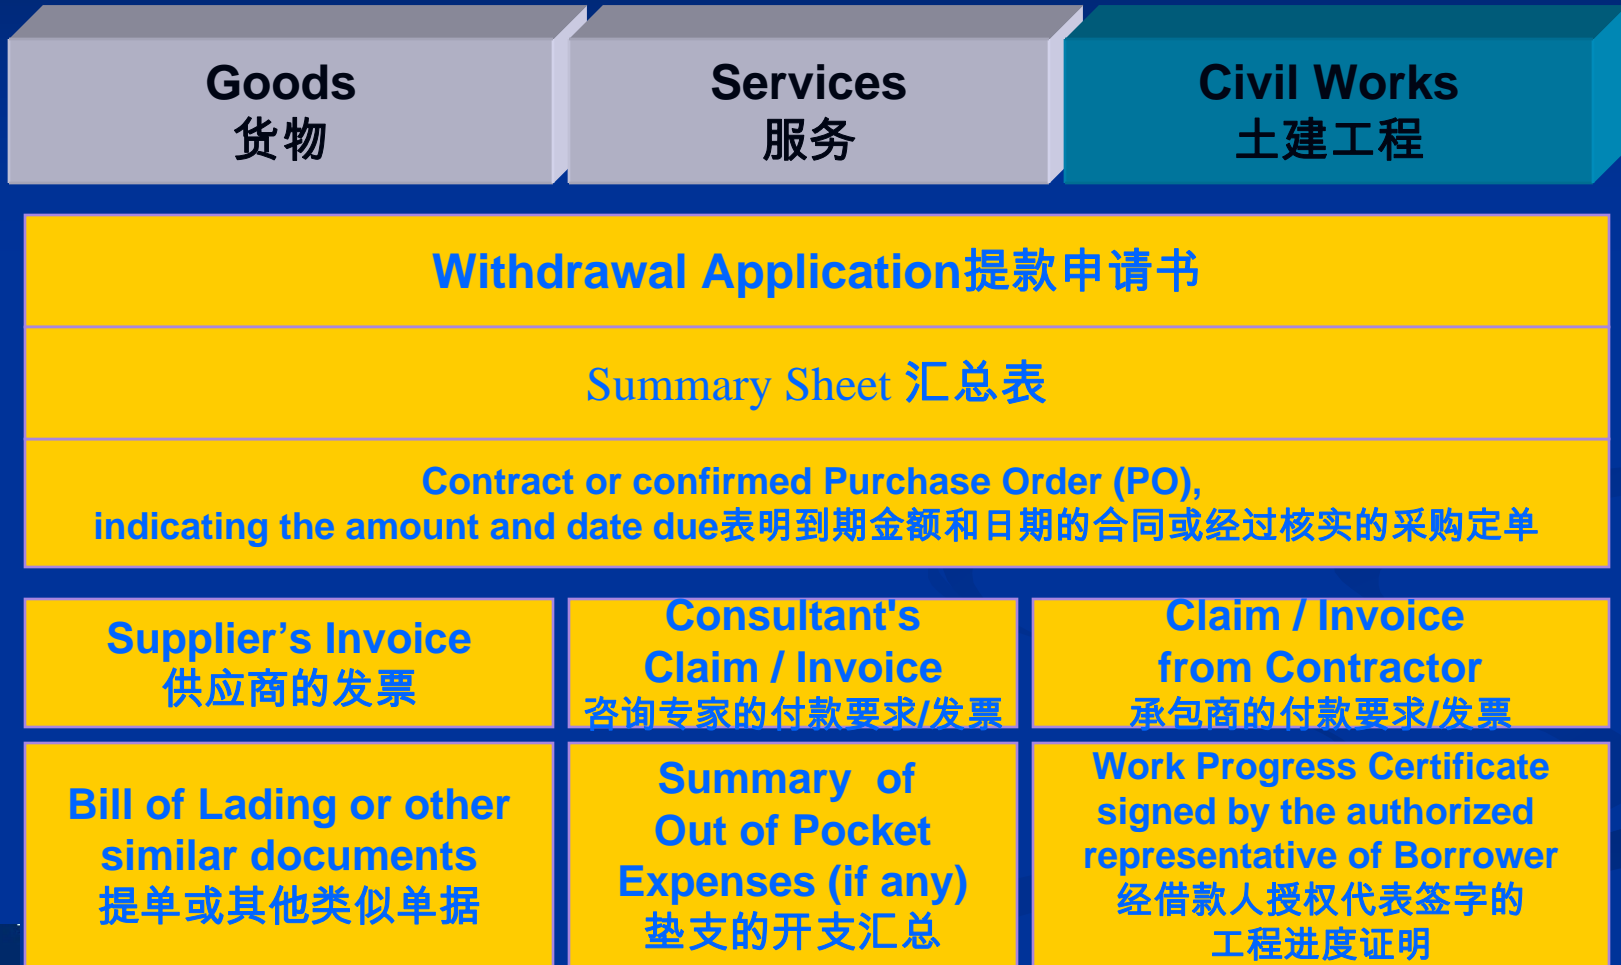 Goods
货物
Services
服务
Civil Works
土建工程
Withdrawal Application提款申请书
Summary Sheet 汇总表
Contract or confirmed Purchase Order (PO),
indicating the amount and date due表明到期金额和日期的合同或经过核实的采购定单
Supplier’s Invoice
供应商的发票
Consultant's
Claim / Invoice
咨询专家的付款要求/发票
Claim / Invoice
from Contractor
承包商的付款要求/发票
Bill of Lading or other
similar documents
提单或其他类似单据
Summary  of
Out of Pocket
Expenses (if any)
垫支的开支汇总
Work Progress Certificate
signed by the authorized
representative of Borrower
经借款人授权代表签字的
工程进度证明